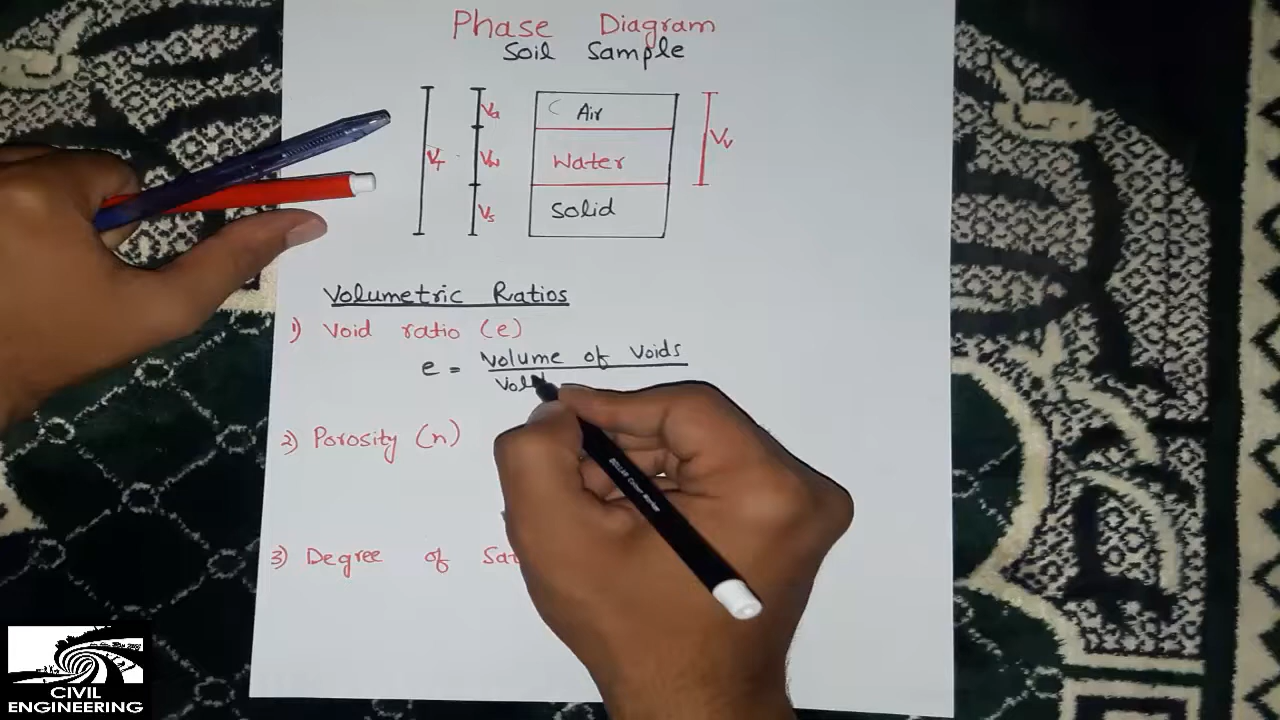 Phase Diagram
Soil Sample
Va
Air
VT
Vw
Water
Vv
Vs
Solid
Volumetric Ratios
1) Void ratio (e)
e = Volume of Voids
2) Porosity (n)
3) Degree of
CIVIL
ENGINEERING